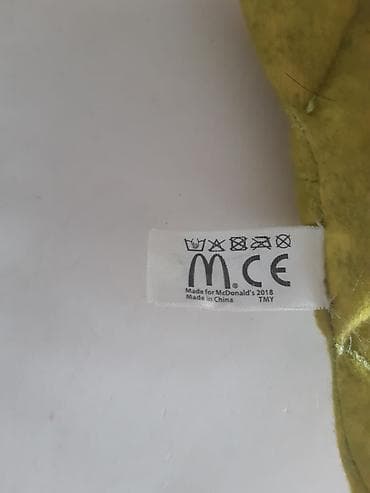 M. CE
Made for McDonald's 2018
Made in China TMY